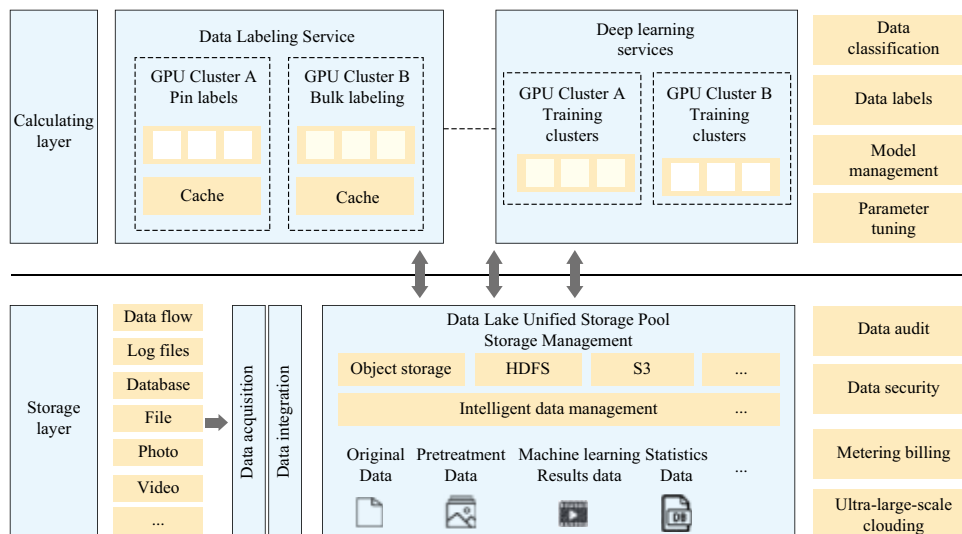 Calculating
layer
Data Labeling Service
GPU Cluster A
Pin labels
Cache
GPU Cluster B
Bulk labeling
Cache
Deep learning
services
GPU Cluster A
Training
clusters
GPU Cluster B
Training
clusters
Data
classification
Data labels
Model
management
Parameter
tuning
Storage
layer
Data flow
Log files
Database
File
Photo
Video
...
Data acquisition
Data integration
Data Lake Unified Storage Pool
Storage Management
Object storage
HDFS
S3
...
Intelligent data management
...
Original
Data
Pretreatment
Data
Machine learning
Results data
Statistics
Data
...
DB
Data audit
Data security
Metering billing
Ultra-large-scale
clouding